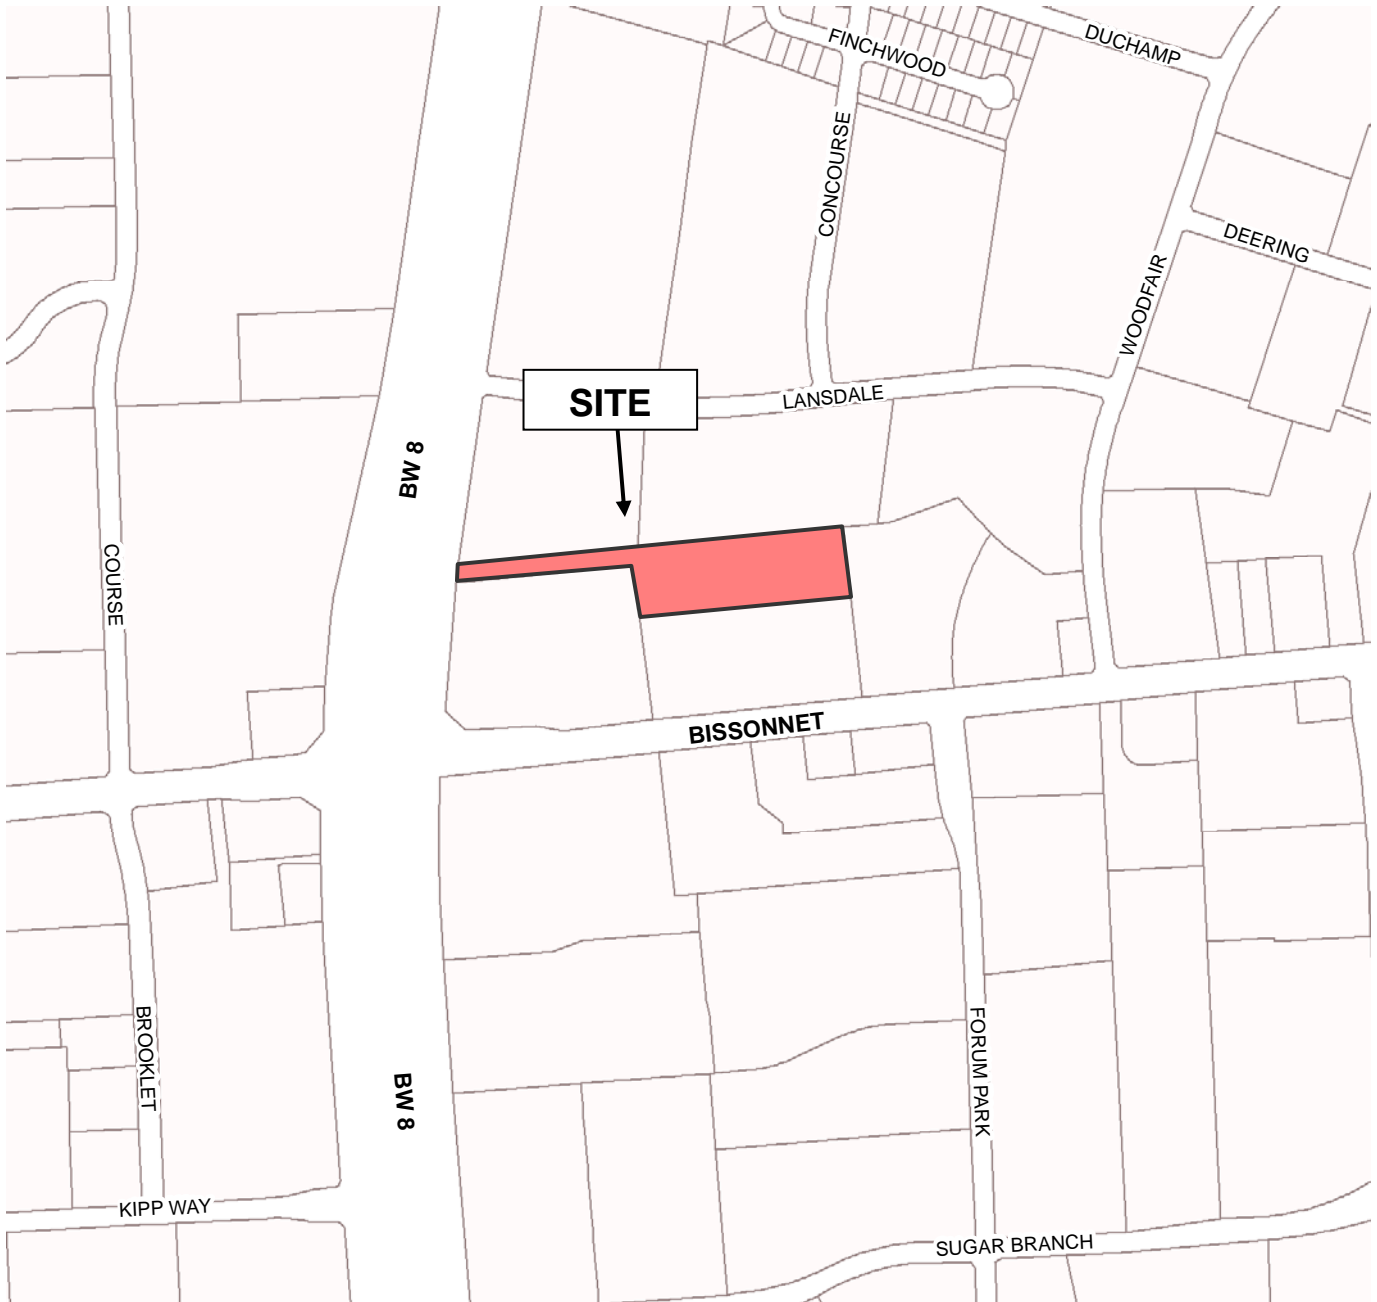 DUCHAMP
FINCHWOOD
CONCOURSE
DEERING
WOODFAIR
SITE
LANSDALE
BW 8
COURSE
BISSONNET
BROOKLET
FORUM PARK
BW 8
KIPP WAY
SUGAR BRANCH